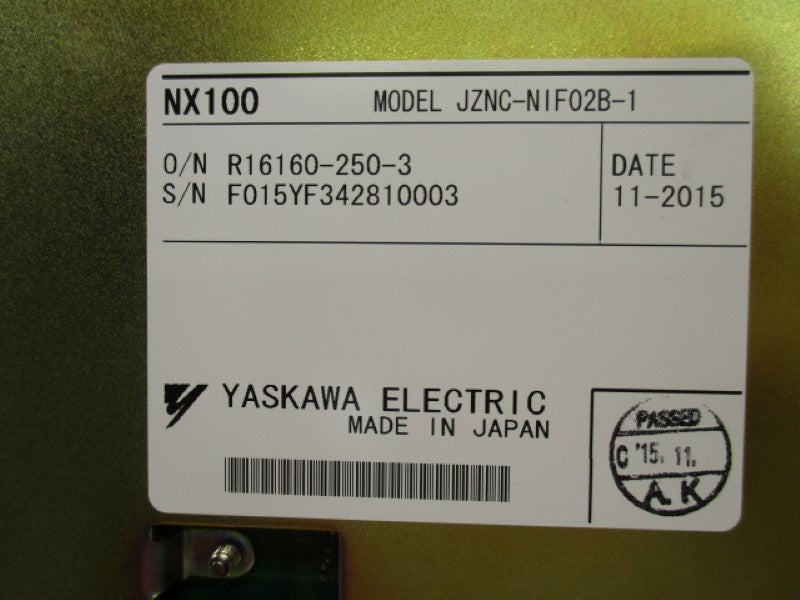 NX100 MODEL JZNC-NIF02B-1
O/N R16160-250-3
S/N F015YF342810003
DATE
11-2015
YASKAWA ELECTRIC
MADE IN JAPAN
PASSED
C '15. 11.
A. K